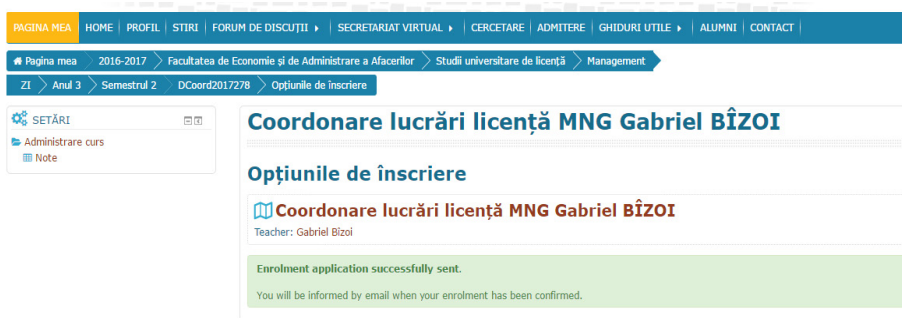 PAGINA MEA HOME PROFIL STIRI FORUM DE DISCUȚII SECRETARIAT VIRTUAL CERCETARE ADMITERE GHIDURI UTILE ALUMNI CONTACT
Pagina mea 2016-2017 Facultatea de Economie și de Administrare a Afacerilor Studii universitare de licență Management
ZI Anul 3 Semestrul 2 DCoord2017278 Opțiunile de înscriere
SETĂRI
Administrare curs
Note
Coordonare lucrări licență MNG Gabriel BÎZOI
Opțiunile de înscriere
Coordonare lucrări licență MNG Gabriel BÎZOI
Teacher: Gabriel Bizoi
Enrolment application successfully sent.
You will be informed by email when your enrolment has been confirmed.